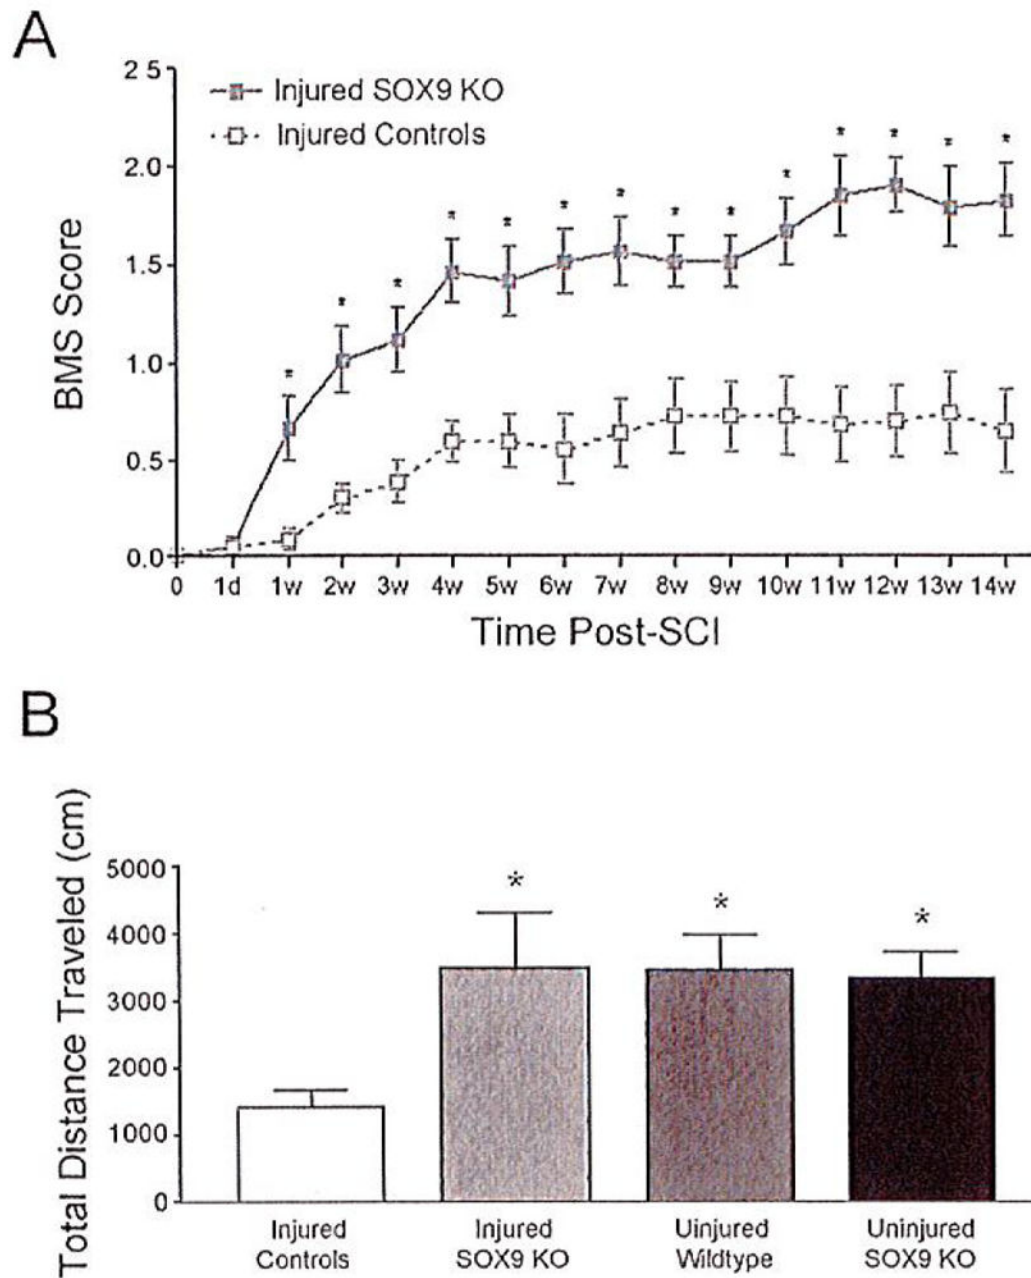 A
2 5
Injured SOX9 KO
Injured Controls
2.0
1.5
1.0
0.5
0.0
BMS Score
* * * * * * * * * * * * * *
0 1d 1w 2w 3w 4w 5w 6w 7w 8w 9w 10w 11w 12w 13w 14w
Time Post-SCI
B
Total Distance Traveled (cm)
5000
4000
3000
2000
1000
0
* * *
Injured Controls
Injured SOX9 KO
Uinjured Wildtype
Uninjured SOX9 KO